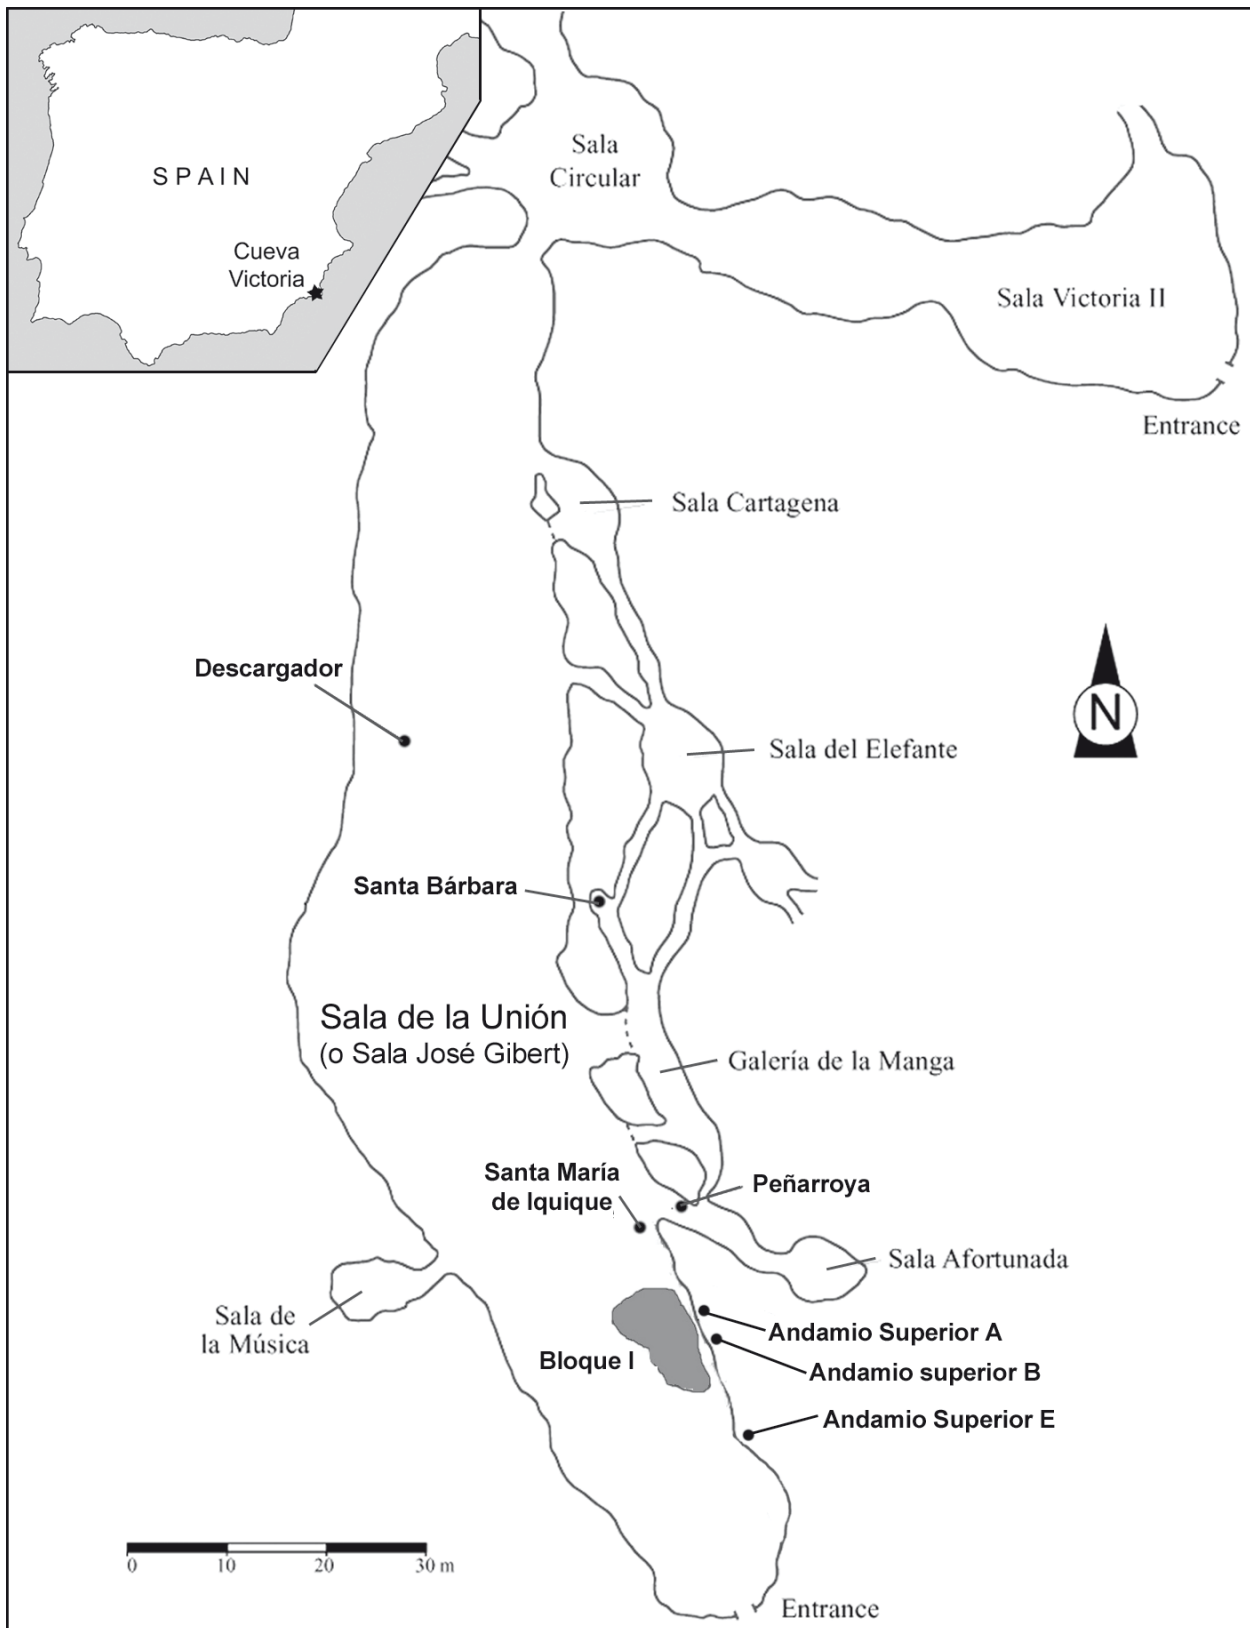 SPAIN
Cueva
Victoria
Sala
Circular
Sala Victoria II
Entrance
Sala Cartagena
Descargador
N
Sala del Elefante
Santa Bárbara
Sala de la Unión
(o Sala José Gibert)
Galería de la Manga
Santa María
de Iquique
Peñarroya
Sala Afortunada
Sala de
la Música
Andamio Superior A
Bloque I
Andamio superior B
Andamio Superior E
0 10 20 30 m
Entrance